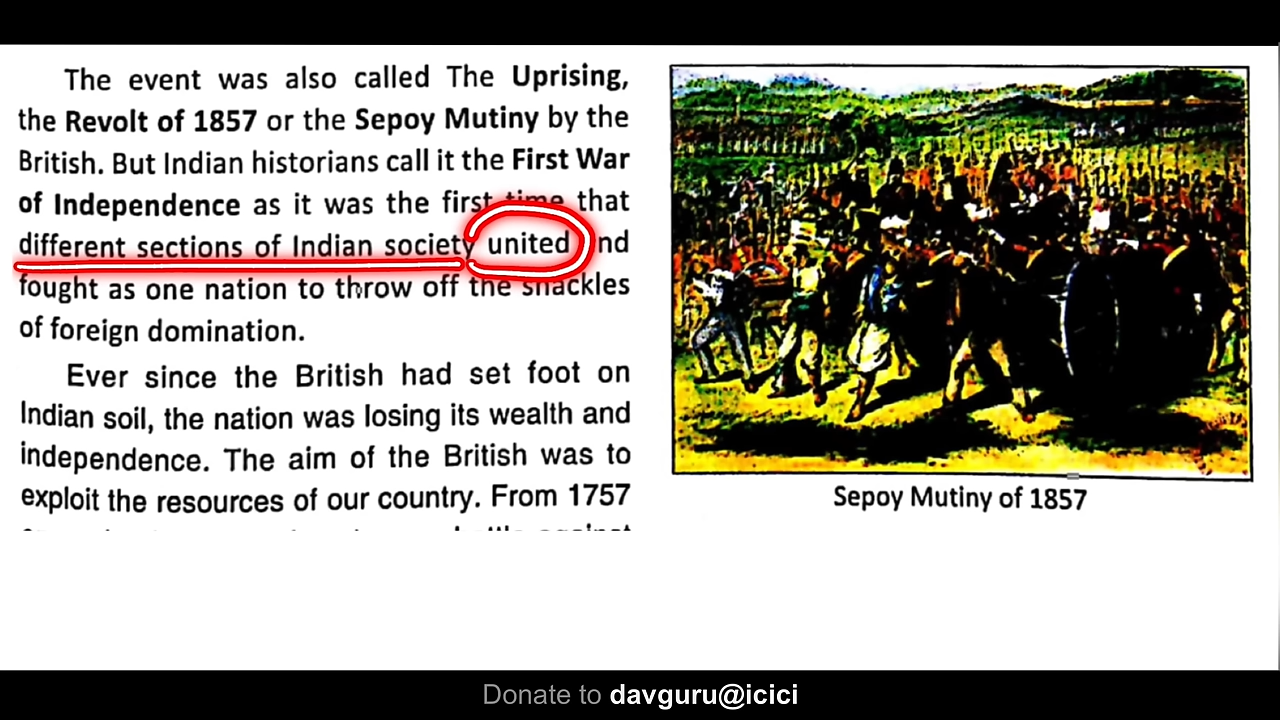 The event was also called The Uprising,
the Revolt of 1857 or the Sepoy Mutiny by the
British. But Indian historians call it the First War
of Independence as it was the first time that
different sections of Indian society united nd
fought as one nation to throw off the shackles
of foreign domination.
Ever since the British had set foot on
Indian soil, the nation was losing its wealth and
independence. The aim of the British was to
exploit the resources of our country. From 1757
Sepoy Mutiny of 1857
Donate to davguru@icici